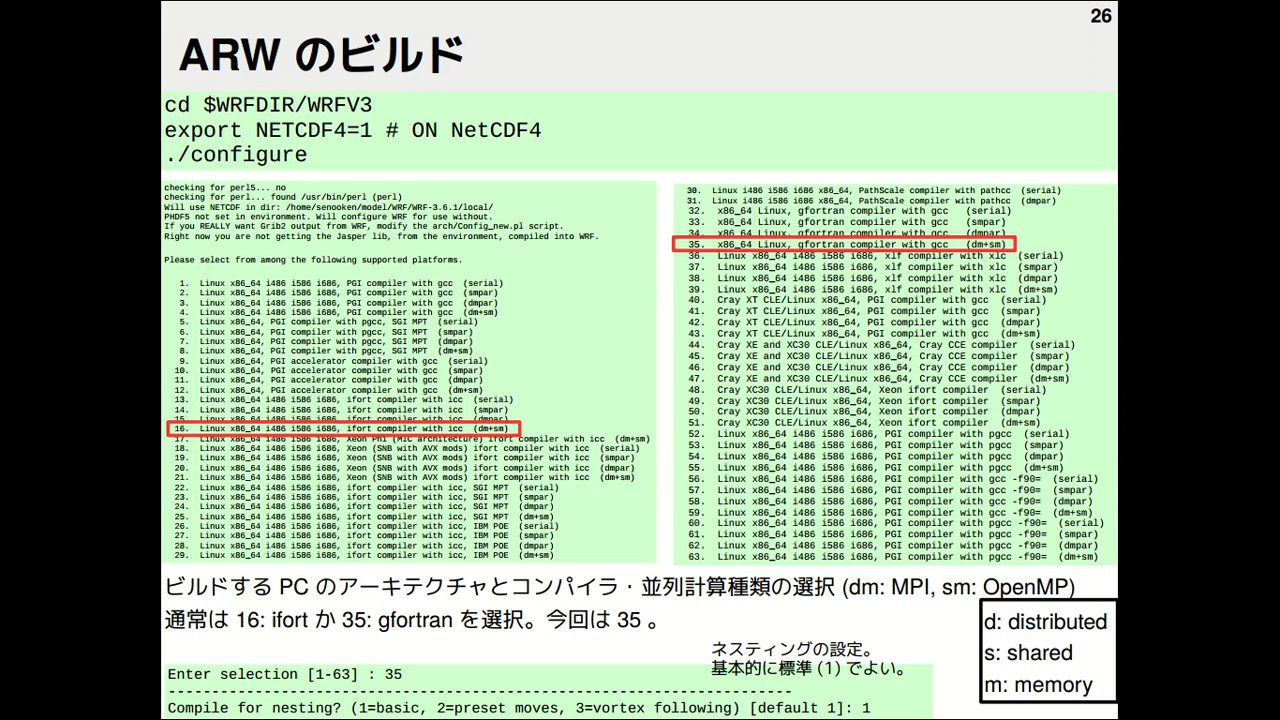 26
ARW のビルド
cd $WRFDIR/WRFV3
export NETCDF4=1 # ON NetCDF4
./configure
checking for perl5... no
checking for perl... found /usr/bin/perl (perl)
Will use NETCDF in dir: /home/senooken/model/WRF/WRF-3.6.1/local/
PHDF5 not set in environment. Will configure WRF for use without.
If you REALLY want Grib2 output from WRF, modify the arch/Config_new.pl script.
Right now you are not getting the Jasper lib, from the environment, compiled into WRF.
Please select from among the following supported platforms.
1. Linux x86_64 i486 i586 i686, PGI compiler with gcc (serial)
2. Linux x86_64 i486 i586 i686, PGI compiler with gcc (smpar)
3. Linux x86_64 i486 i586 i686, PGI compiler with gcc (dmpar)
4. Linux x86_64 i486 i586 i686, PGI compiler with gcc (dm+sm)
5. Linux x86_64, PGI compiler with pgcc, SGI MPT (serial)
6. Linux x86_64, PGI compiler with pgcc, SGI MPT (smpar)
7. Linux x86_64, PGI compiler with pgcc, SGI MPT (dmpar)
8. Linux x86_64, PGI compiler with pgcc, SGI MPT (dm+sm)
9. Linux x86_64, PGI accelerator compiler with gcc (serial)
10. Linux x86_64, PGI accelerator compiler with gcc (smpar)
11. Linux x86_64, PGI accelerator compiler with gcc (dmpar)
12. Linux x86_64, PGI accelerator compiler with gcc (dm+sm)
13. Linux x86_64 i486 i586 i686, ifort compiler with icc (serial)
14. Linux x86_64 i486 i586 i686, ifort compiler with icc (smpar)
15. Linux x86_64 i486 i586 i686, ifort compiler with icc (dmpar)
16. Linux x86_64 i486 i586 i686, ifort compiler with icc (dm+sm)
17. Linux x86_64 i486 i586 i686, Xeon Phi (MIC architecture) ifort compiler with icc (dm+sm)
18. Linux x86_64 i486 i586 i686, Xeon (SNB with AVX mods) ifort compiler with icc (serial)
19. Linux x86_64 i486 i586 i686, Xeon (SNB with AVX mods) ifort compiler with icc (smpar)
20. Linux x86_64 i486 i586 i686, Xeon (SNB with AVX mods) ifort compiler with icc (dmpar)
21. Linux x86_64 i486 i586 i686, Xeon (SNB with AVX mods) ifort compiler with icc (dm+sm)
22. Linux x86_64 i486 i586 i686, ifort compiler with icc, SGI MPT (serial)
23. Linux x86_64 i486 i586 i686, ifort compiler with icc, SGI MPT (smpar)
24. Linux x86_64 i486 i586 i686, ifort compiler with icc, SGI MPT (dmpar)
25. Linux x86_64 i486 i586 i686, ifort compiler with icc, SGI MPT (dm+sm)
26. Linux x86_64 i486 i586 i686, ifort compiler with icc, IBM POE (serial)
27. Linux x86_64 i486 i586 i686, ifort compiler with icc, IBM POE (smpar)
28. Linux x86_64 i486 i586 i686, ifort compiler with icc, IBM POE (dmpar)
29. Linux x86_64 i486 i586 i686, ifort compiler with icc, IBM POE (dm+sm)
30. Linux i486 i586 i686 x86_64, PathScale compiler with pathcc (serial)
31. Linux i486 i586 i686 x86_64, PathScale compiler with pathcc (dmpar)
32. x86_64 Linux, gfortran compiler with gcc (serial)
33. x86_64 Linux, gfortran compiler with gcc (smpar)
34. x86_64 Linux, gfortran compiler with gcc (dmpar)
35. x86_64 Linux, gfortran compiler with gcc (dm+sm)
36. Linux x86_64 i486 i586 i686, xlf compiler with xlc (serial)
37. Linux x86_64 i486 i586 i686, xlf compiler with xlc (smpar)
38. Linux x86_64 i486 i586 i686, xlf compiler with xlc (dmpar)
39. Linux x86_64 i486 i586 i686, xlf compiler with xlc (dm+sm)
40. Cray XT CLE/Linux x86_64, PGI compiler with gcc (serial)
41. Cray XT CLE/Linux x86_64, PGI compiler with gcc (smpar)
42. Cray XT CLE/Linux x86_64, PGI compiler with gcc (dmpar)
43. Cray XT CLE/Linux x86_64, PGI compiler with gcc (dm+sm)
44. Cray XE and XC30 CLE/Linux x86_64, Cray CCE compiler (serial)
45. Cray XE and XC30 CLE/Linux x86_64, Cray CCE compiler (smpar)
46. Cray XE and XC30 CLE/Linux x86_64, Cray CCE compiler (dmpar)
47. Cray XE and XC30 CLE/Linux x86_64, Cray CCE compiler (dm+sm)
48. Cray XC30 CLE/Linux x86_64, Xeon ifort compiler (serial)
49. Cray XC30 CLE/Linux x86_64, Xeon ifort compiler (smpar)
50. Cray XC30 CLE/Linux x86_64, Xeon ifort compiler (dmpar)
51. Cray XC30 CLE/Linux x86_64, Xeon ifort compiler (dm+sm)
52. Linux x86_64 i486 i586 i686, PGI compiler with pgcc (serial)
53. Linux x86_64 i486 i586 i686, PGI compiler with pgcc (smpar)
54. Linux x86_64 i486 i586 i686, PGI compiler with pgcc (dmpar)
55. Linux x86_64 i486 i586 i686, PGI compiler with pgcc (dm+sm)
56. Linux x86_64 i486 i586 i686, PGI compiler with gcc -f90= (serial)
57. Linux x86_64 i486 i586 i686, PGI compiler with gcc -f90= (smpar)
58. Linux x86_64 i486 i586 i686, PGI compiler with gcc -f90= (dmpar)
59. Linux x86_64 i486 i586 i686, PGI compiler with gcc -f90= (dm+sm)
60. Linux x86_64 i486 i586 i686, PGI compiler with pgcc -f90= (serial)
61. Linux x86_64 i486 i586 i686, PGI compiler with pgcc -f90= (smpar)
62. Linux x86_64 i486 i586 i686, PGI compiler with pgcc -f90= (dmpar)
63. Linux x86_64 i486 i586 i686, PGI compiler with pgcc -f90= (dm+sm)
ビルドする PC のアーキテクチャとコンパイラ・並列計算種類の選択 (dm: MPI, sm: OpenMP)
通常は 16: ifort か 35: gfortran を選択。今回は 35 。
d: distributed
s: shared
m: memory
ネスティングの設定。
基本的に標準 (1) でよい。
Enter selection [1-63] : 35
------------------------------------------------------------------------
Compile for nesting? (1=basic, 2=preset moves, 3=vortex following) [default 1]: 1